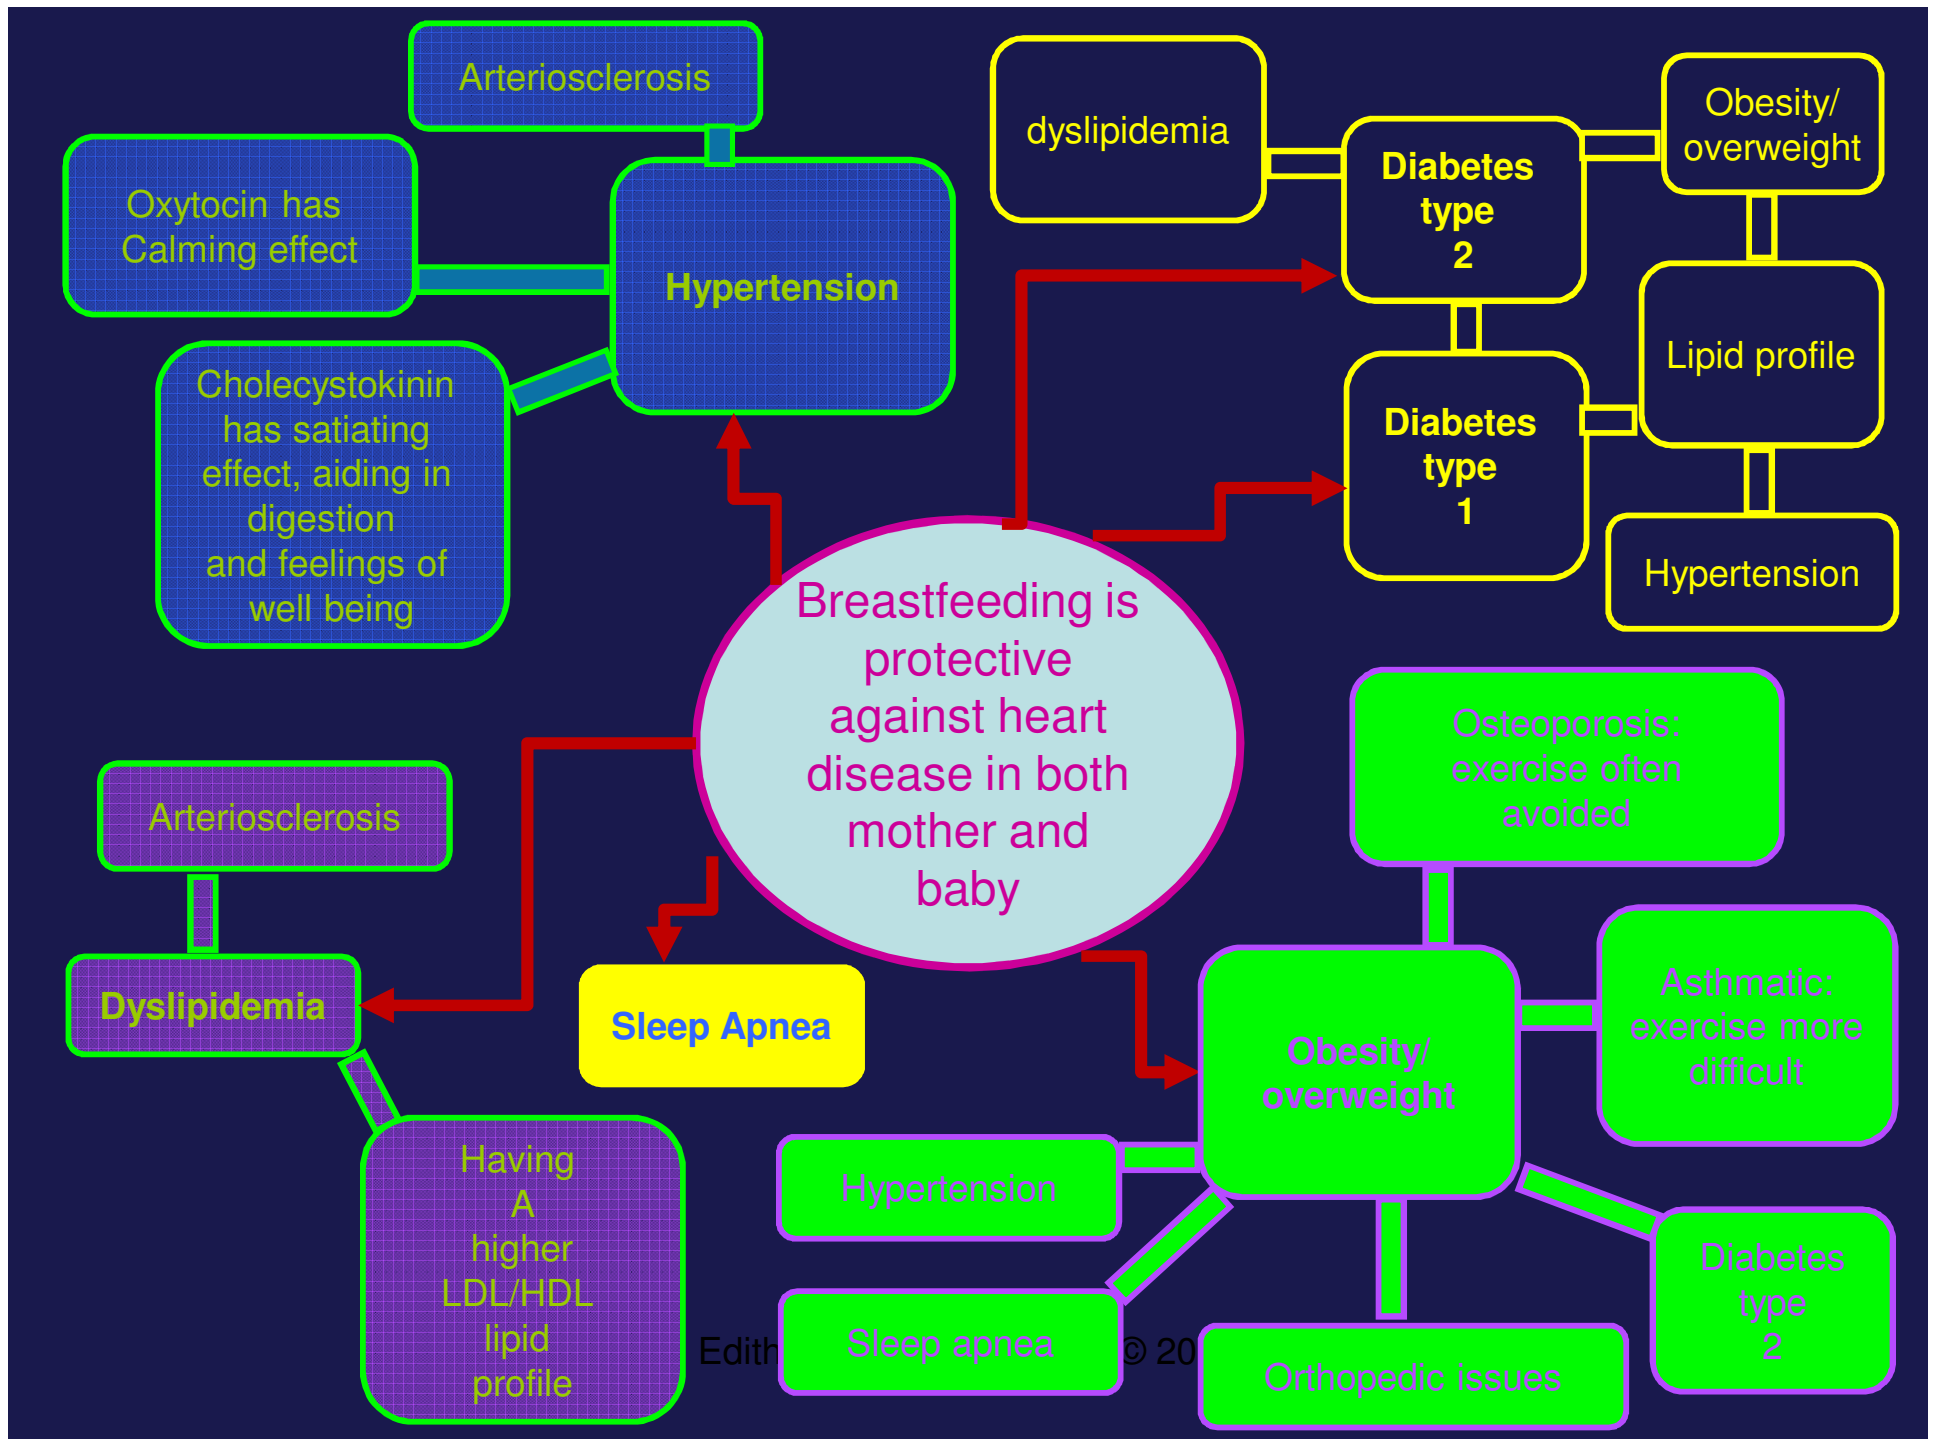 Arteriosclerosis
Oxytocin has
Calming effect
Hypertension
Cholecystokinin
has satiating
effect, aiding in
digestion
and feelings of
well being
dyslipidemia
Diabetes
type
2
Obesity/
overweight
Lipid profile
Diabetes
type
1
Hypertension
Breastfeeding is
protective
against heart
disease in both
mother and
baby
Arteriosclerosis
Dyslipidemia
Having
A
higher
LDL/HDL
lipid
profile
Sleep Apnea
Osteoporosis:
exercise often
avoided
Asthmatic:
exercise more
difficult
Obesity/
overweight
Hypertension
Sleep apnea
Orthopedic issues
Diabetes
type
2
Edith
©